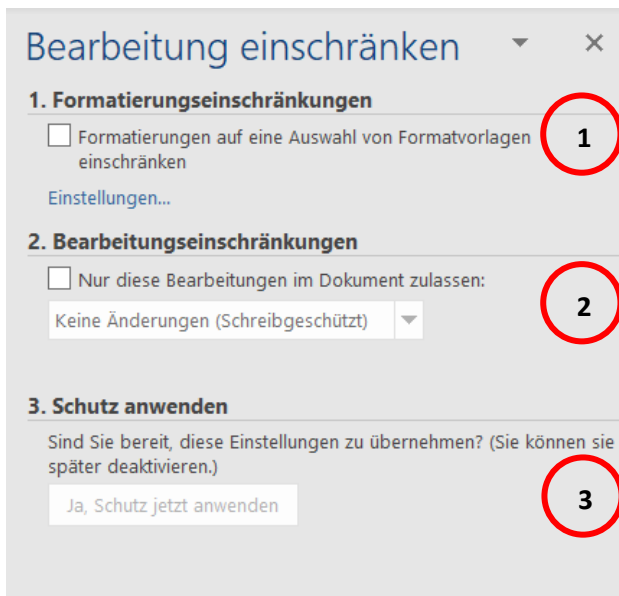 Bearbeitung einschränken
1. Formatierungseinschränkungen
Formatierungen auf eine Auswahl von Formatvorlagen
einschränken
1
Einstellungen...
2. Bearbeitungseinschränkungen
Nur diese Bearbeitungen im Dokument zulassen:
Keine Änderungen (Schreibgeschützt)
2
3. Schutz anwenden
Sind Sie bereit, diese Einstellungen zu übernehmen? (Sie können sie
später deaktivieren.)
Ja, Schutz jetzt anwenden
3